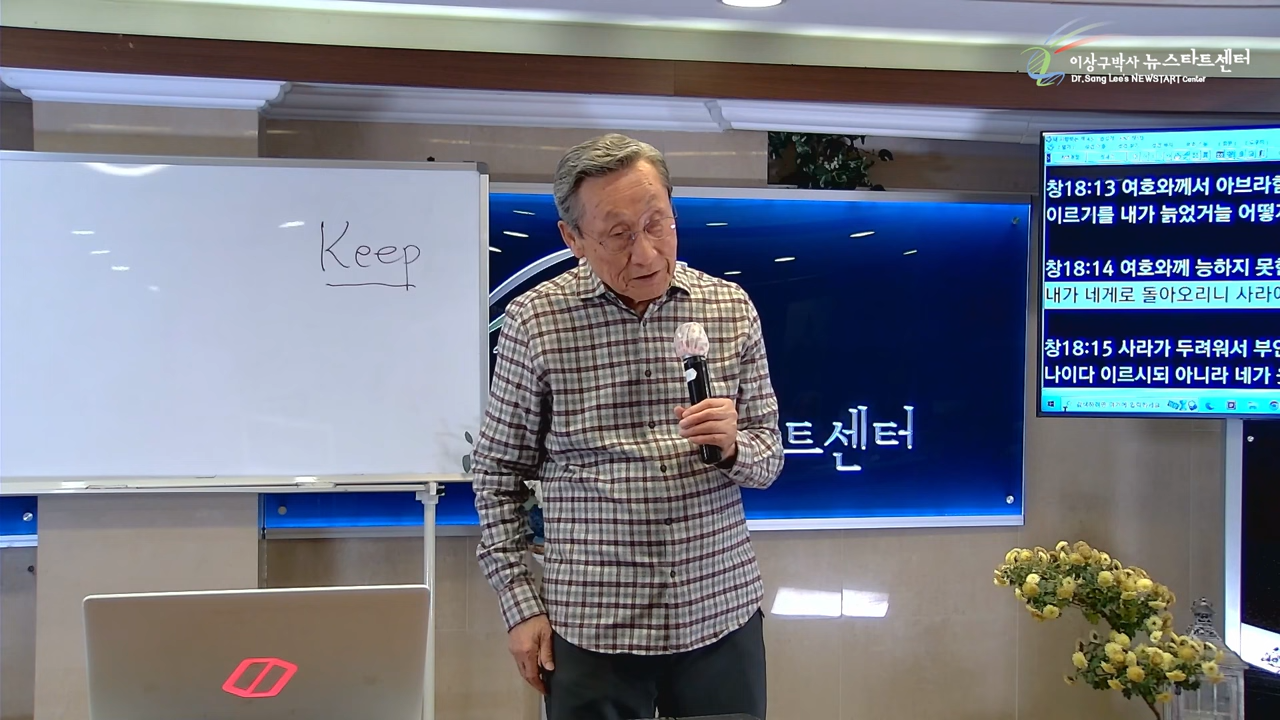 이상구박사 뉴스타트센터
Dr. Sang Lee's NEWSTART Center
Keep
트센터
창18:13 여호와께서 아브라함
이르기를 내가 늙었거늘 어떻게
창18:14 여호와께 능하지 못한
내가 네게로 돌아오리니 사라에
창18:15 사라가 두려워서 부인
나이다 이르시되 아니라 네가